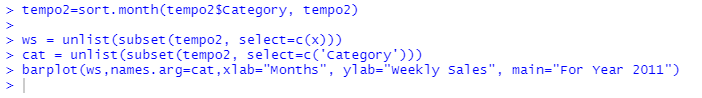 > tempo2=sort.month(tempo2$Category, tempo2)
>
> ws = unlist(subset(tempo2, select=c(x)))
> cat = unlist(subset(tempo2, select=c('Category')))
> barplot(ws,names.arg=cat,xlab="Months", ylab="Weekly Sales", main="For Year 2011")
>